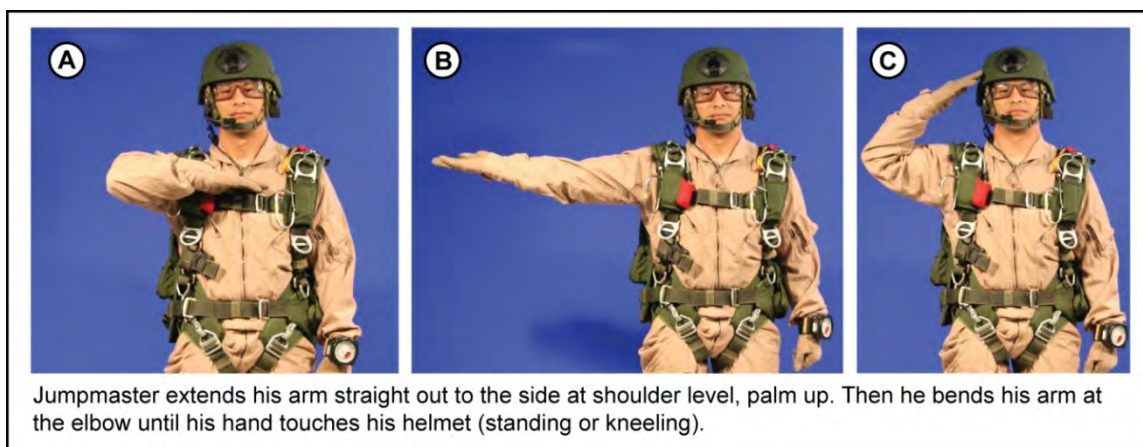 A B C
Jumpmaster extends his arm straight out to the side at shoulder level, palm up. Then he bends his arm at
the elbow until his hand touches his helmet (standing or kneeling).